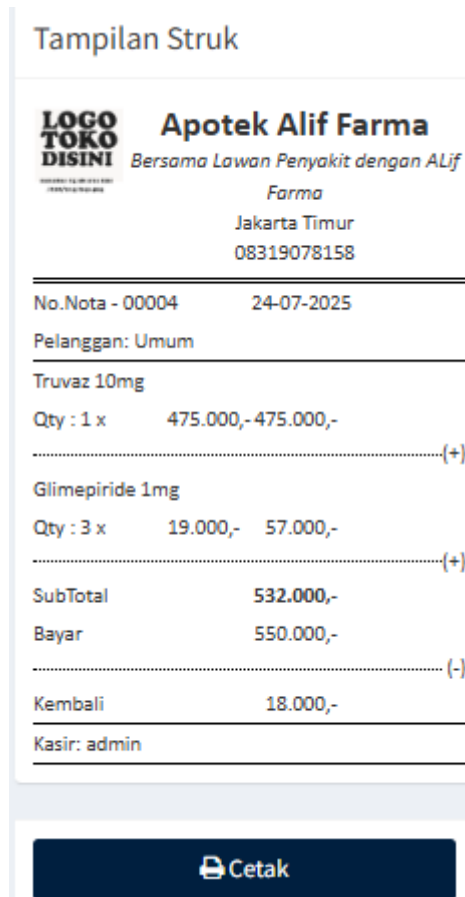 Tampilan Struk
LOGO
TOKO
DISINI
Apotek Alif Farma
Bersama Lawan Penyakit dengan ALif
Farma
Jakarta Timur
08319078158
No.Nota - 00004 24-07-2025
Pelanggan: Umum
Truvaz 10mg
Qty : 1 x 475.000,- 475.000,-
(+)
Glimepiride 1mg
Qty : 3 x 19.000,- 57.000,-
(+)
SubTotal 532.000,-
Bayar 550.000,-
(-)
Kembali 18.000,-
Kasir: admin
Cetak